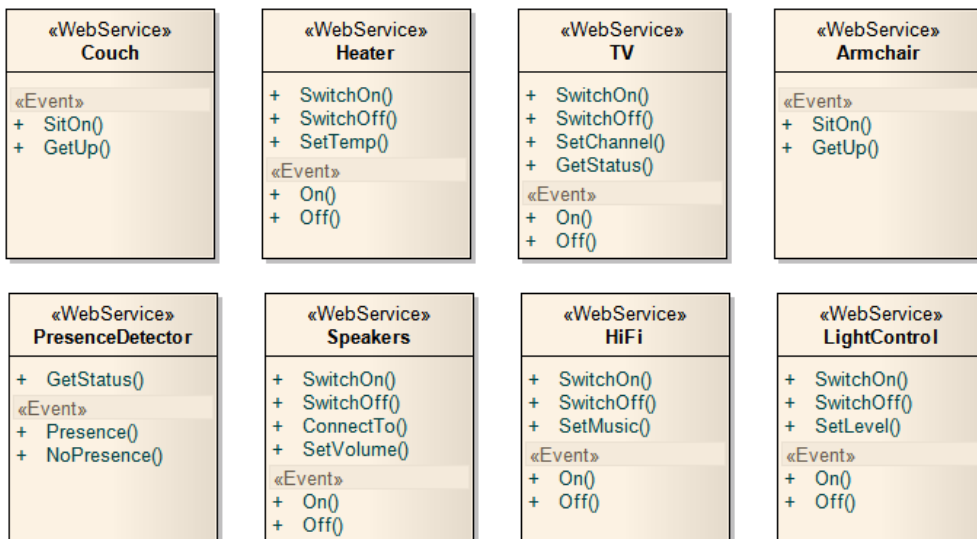 «WebService»
Couch
«Event»
+ SitOn()
+ GetUp()
«WebService»
Heater
+ SwitchOn()
+ SwitchOff()
+ SetTemp()
«Event»
+ On()
+ Off()
«WebService»
TV
+ SwitchOn()
+ SwitchOff()
+ SetChannel()
+ GetStatus()
«Event»
+ On()
+ Off()
«WebService»
Armchair
«Event»
+ SitOn()
+ GetUp()
«WebService»
PresenceDetector
+ GetStatus()
«Event»
+ Presence()
+ NoPresence()
«WebService»
Speakers
+ SwitchOn()
+ SwitchOff()
+ ConnectTo()
+ SetVolume()
«Event»
+ On()
+ Off()
«WebService»
HiFi
+ SwitchOn()
+ SwitchOff()
+ SetMusic()
«Event»
+ On()
+ Off()
«WebService»
LightControl
+ SwitchOn()
+ SwitchOff()
+ SetLevel()
«Event»
+ On()
+ Off()